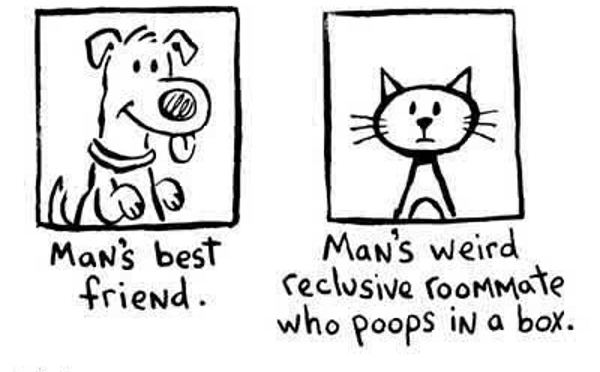 Man's best
friend.
Man's weird
reclusive roommate
who poops in a box.